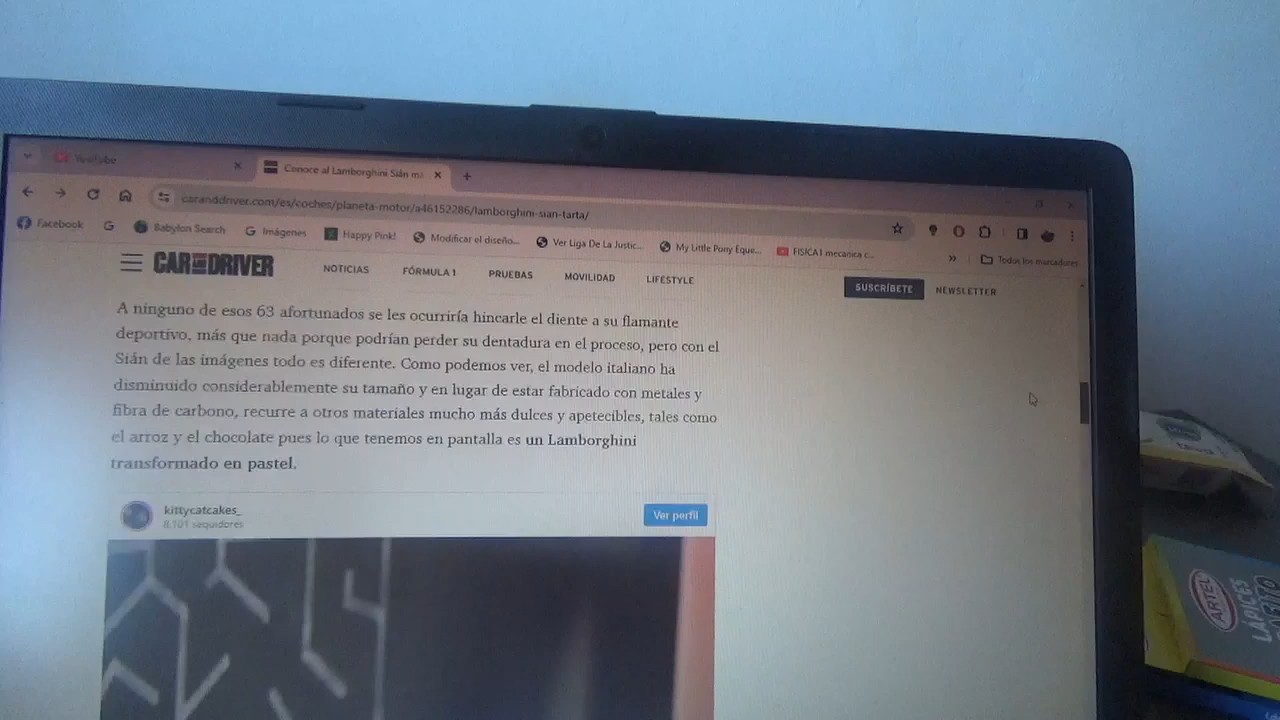 YouTube
Conoce al Lamborghini Sián má
caranddriver.com/es/coches/planeta-motor/a46152286/lamborghini-sian-tarta/
Facebook
Babylon Search
Imágenes
Happy Pink!
Modificar el diseño...
Ver Liga De La Justic...
My Little Pony Eque...
FISICA1 mecanica c...
»
Todos los marcadores
CAR AND DRIVER
NOTICIAS
FÓRMULA 1
PRUEBAS
MOVILIDAD
LIFESTYLE
SUSCRÍBETE
NEWSLETTER
A ninguno de esos 63 afortunados se les ocurriría hincarle el diente a su flamante
deportivo, más que nada porque podrían perder su dentadura en el proceso, pero con el
Sián de las imágenes todo es diferente. Como podemos ver, el modelo italiano ha
disminuido considerablemente su tamaño y en lugar de estar fabricado con metales y
fibra de carbono, recurre a otros materiales mucho más dulces y apetecibles, tales como
el arroz y el chocolate pues lo que tenemos en pantalla es un Lamborghini
transformado en pastel.
kittycatcakes_
8.101 seguidores
Ver perfil
ARTEL
LÁPICES